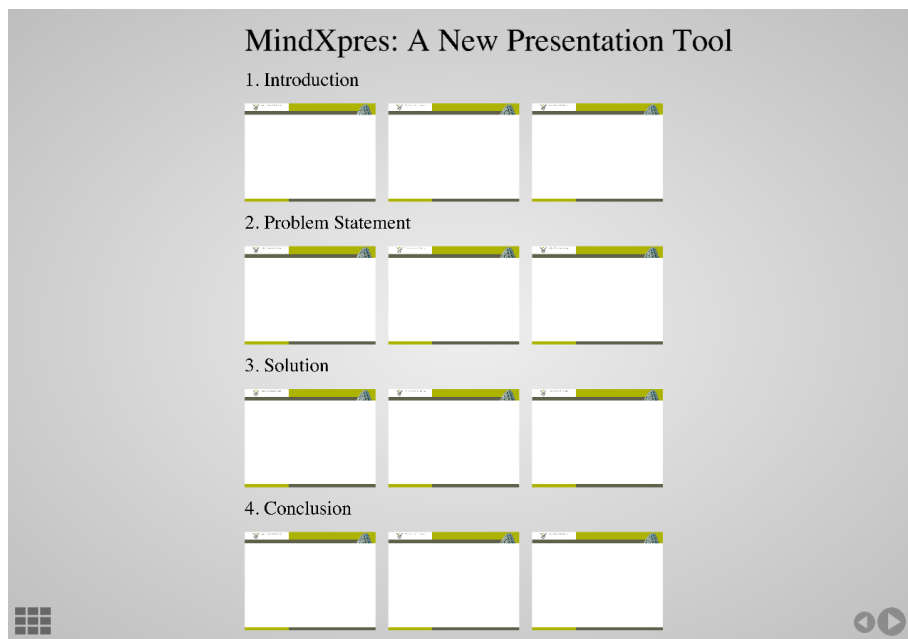 MindXpres: A New Presentation Tool
1. Introduction
2. Problem Statement
3. Solution
4. Conclusion